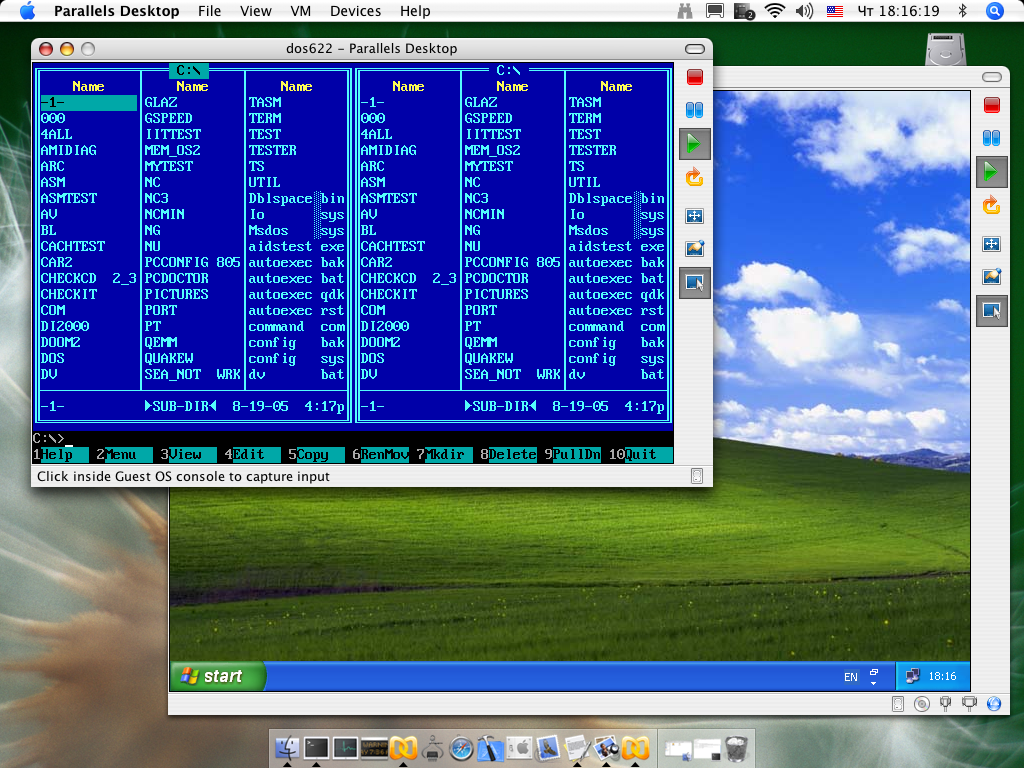 Parallels Desktop File View VM Devices Help 2 Чт 18:16:19
dos622 – Parallels Desktop
C:\ C:\
Name Name Name Name Name Name
-1- GLAZ TASM -1- GLAZ TASM
000 GSPEED TERM 000 GSPEED TERM
4ALL IITTEST TEST 4ALL IITTEST TEST
AMIDIAG MEM_OS2 TESTER AMIDIAG MEM_OS2 TESTER
ARC MYTEST TS ARC MYTEST TS
ASM NC UTIL ASM NC UTIL
ASMTEST NC3 Dblspace░bin ASMTEST NC3 Dblspace░bin
AV NCMIN Io ░sys AV NCMIN Io ░sys
BL NG Msdos ░sys BL NG Msdos ░sys
CACHTEST NU aidstest exe CACHTEST NU aidstest exe
CAR2 PCCONFIG 805 autoexec bak CAR2 PCCONFIG 805 autoexec bak
CHECKCD 2_3 PCDOCTOR autoexec bat CHECKCD 2_3 PCDOCTOR autoexec bat
CHECKIT PICTURES autoexec qdk CHECKIT PICTURES autoexec qdk
COM PORT autoexec rst COM PORT autoexec rst
DI2000 PT command com DI2000 PT command com
DOOM2 QEMM config bak DOOM2 QEMM config bak
DOS QUAKEW config sys DOS QUAKEW config sys
DV SEA_NOT WRK dv bat DV SEA_NOT WRK dv bat
-1- ►SUB-DIR◄ 8-19-05 4:17p -1- ►SUB-DIR◄ 8-19-05 4:17p
C:\>_
1Help 2Menu 3View 4Edit 5Copy 6RenMov 7Mkdir 8Delete 9PullDn 10Quit
Click inside Guest OS console to capture input
start EN 18:16